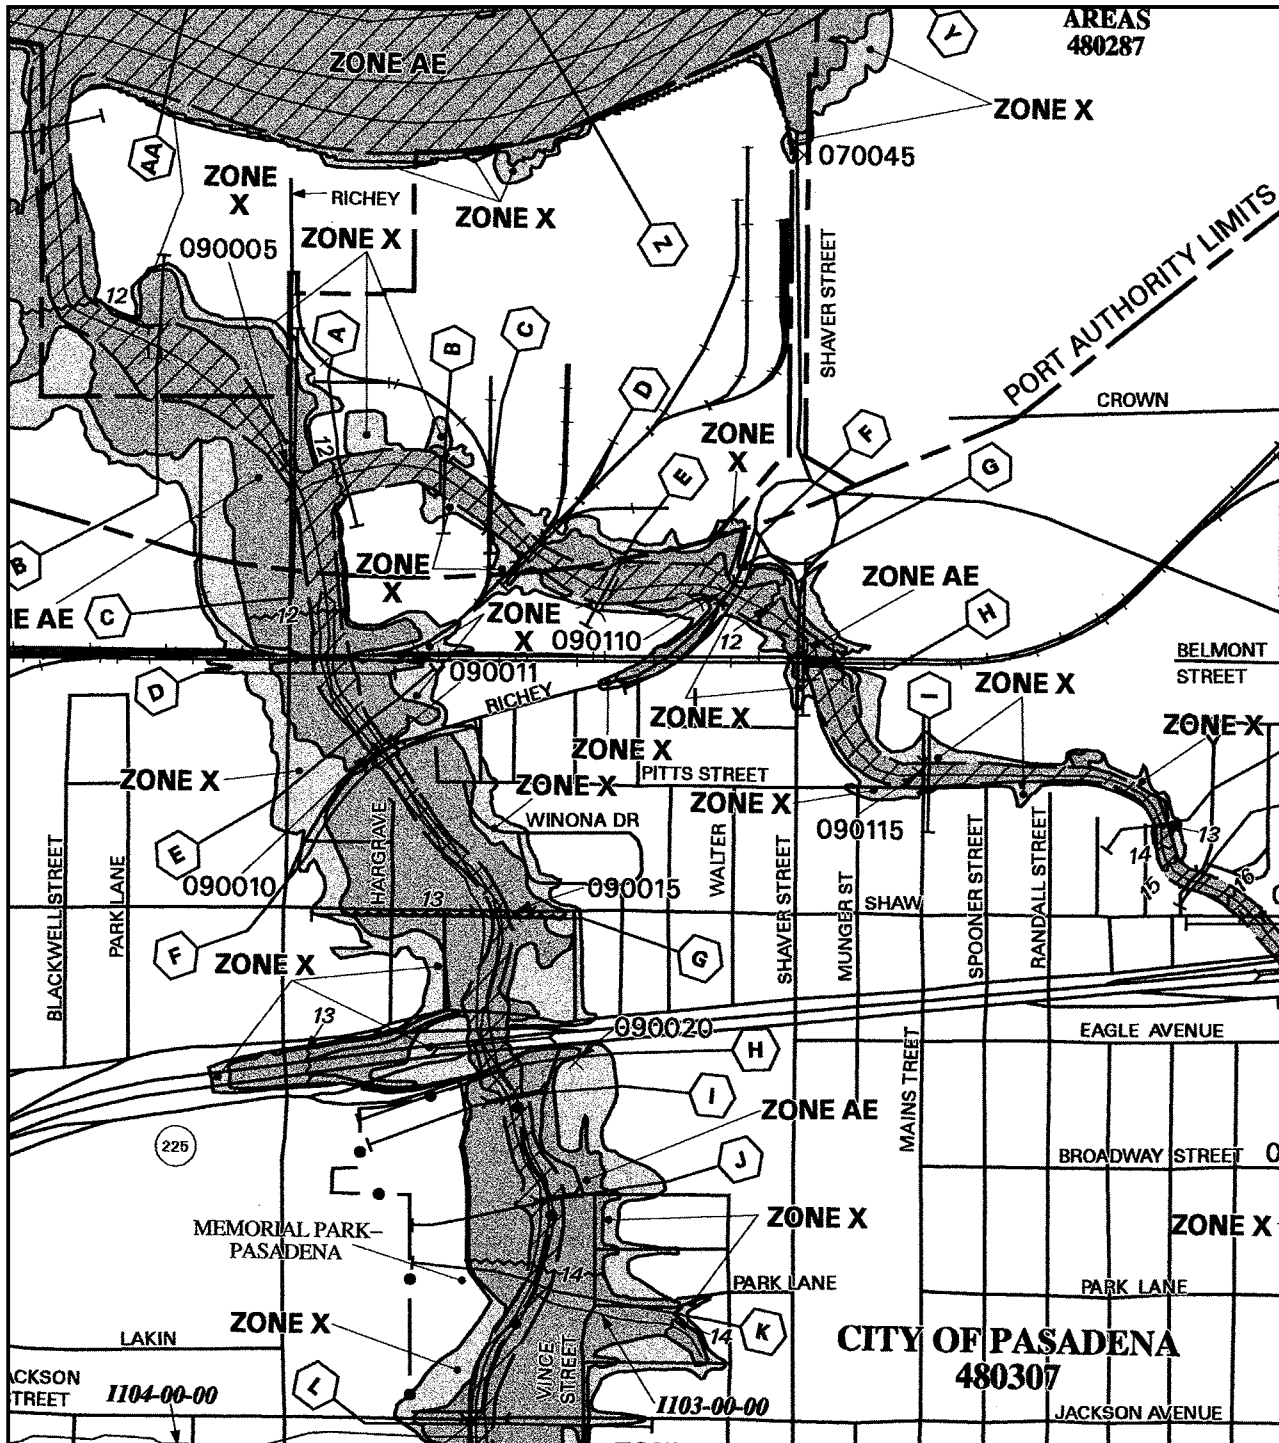 AREAS
480287
Y
ZONE AE
ZONE X
AA
070045
ZONE
X
RICHEY
ZONE X
Z
ZONE X
090005
SHAVER STREET
PORT AUTHORITY LIMITS
12
A
B
C
D
CROWN
ZONE
X
F
12
E
G
B
ZONE
X
ZONE AE
ZONE
X
H
E AE
C
12
090110
12
BELMONT
STREET
090011
D
RICHEY
I
ZONE X
ZONE X
ZONE X
ZONE X
ZONE X
PITTS STREET
ZONE X
ZONE X
WINONA DR
090115
13
14
15
16
BLACKWELL STREET
PARK LANE
E
090010
HARGRAVE
13
090015
WALTER
SHAVER STREET
MUNGER ST
SHAW
SPOONER STREET
RANDALL STREET
F
ZONE X
G
13
090020
EAGLE AVENUE
H
MAINS STREET
I
ZONE AE
225
J
BROADWAY STREET
MEMORIAL PARK–
PASADENA
ZONE X
ZONE X
14
PARK LANE
PARK LANE
ZONE X
K
14
LAKIN
CITY OF PASADENA
480307
VINCE
STREET
ACKSON
TREET
I104-00-00
L
I103-00-00
JACKSON AVENUE